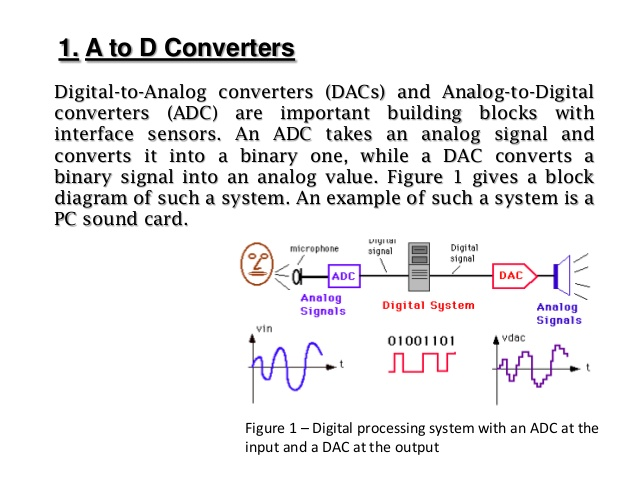 1. A to D Converters
Digital-to-Analog converters (DACs) and Analog-to-Digital
converters (ADC) are important building blocks with
interface sensors. An ADC takes an analog signal and
converts it into a binary one, while a DAC converts a
binary signal into an analog value. Figure 1 gives a block
diagram of such a system. An example of such a system is a
PC sound card.
microphone
ADC
Digital
signal
Digital
signal
DAC
Analog
Signals
Digital System
Analog
Signals
vin
t
01001101
vdac
t
Figure 1 – Digital processing system with an ADC at the
input and a DAC at the output